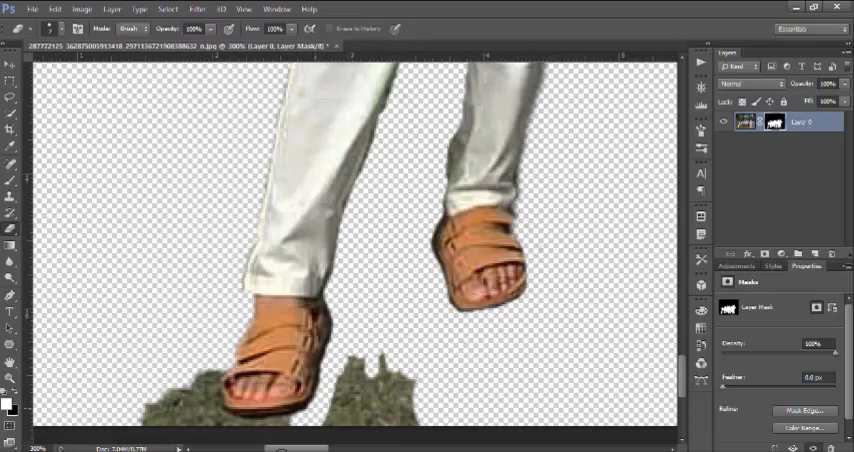 Ps File Edit Image Layer Type Select Filter 3D View Window Help
Mode: Brush Opacity: 100% Flow: 100% Erase to History Essentials
287772125_362875005913418_2971136721908388632_n.jpg @ 300% (Layer 0, Layer Mask/8) *
Layers
Kind
Normal Opacity: 100%
Lock: Fill: 100%
Layer 0
fx
Adjustments Styles Properties
Masks
Layer Mask
Density: 100%
Feather: 0.0 px
Refine: Mask Edge...
Color Range...
300% Doc: 7.04M/8.77M